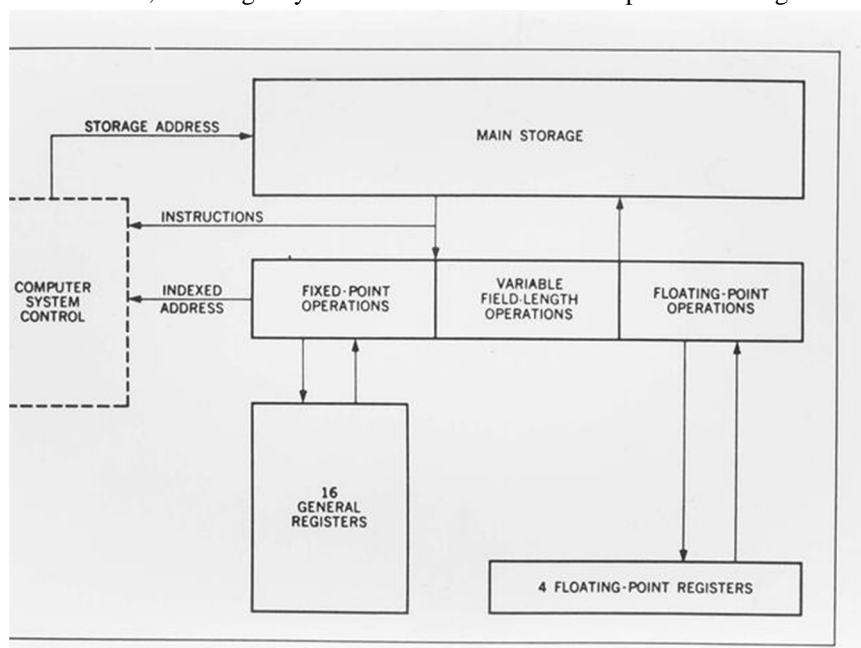 STORAGE ADDRESS
MAIN STORAGE
INSTRUCTIONS
COMPUTER
SYSTEM
CONTROL
INDEXED
ADDRESS
FIXED-POINT
OPERATIONS
VARIABLE
FIELD-LENGTH
OPERATIONS
FLOATING-POINT
OPERATIONS
16
GENERAL
REGISTERS
4 FLOATING-POINT REGISTERS